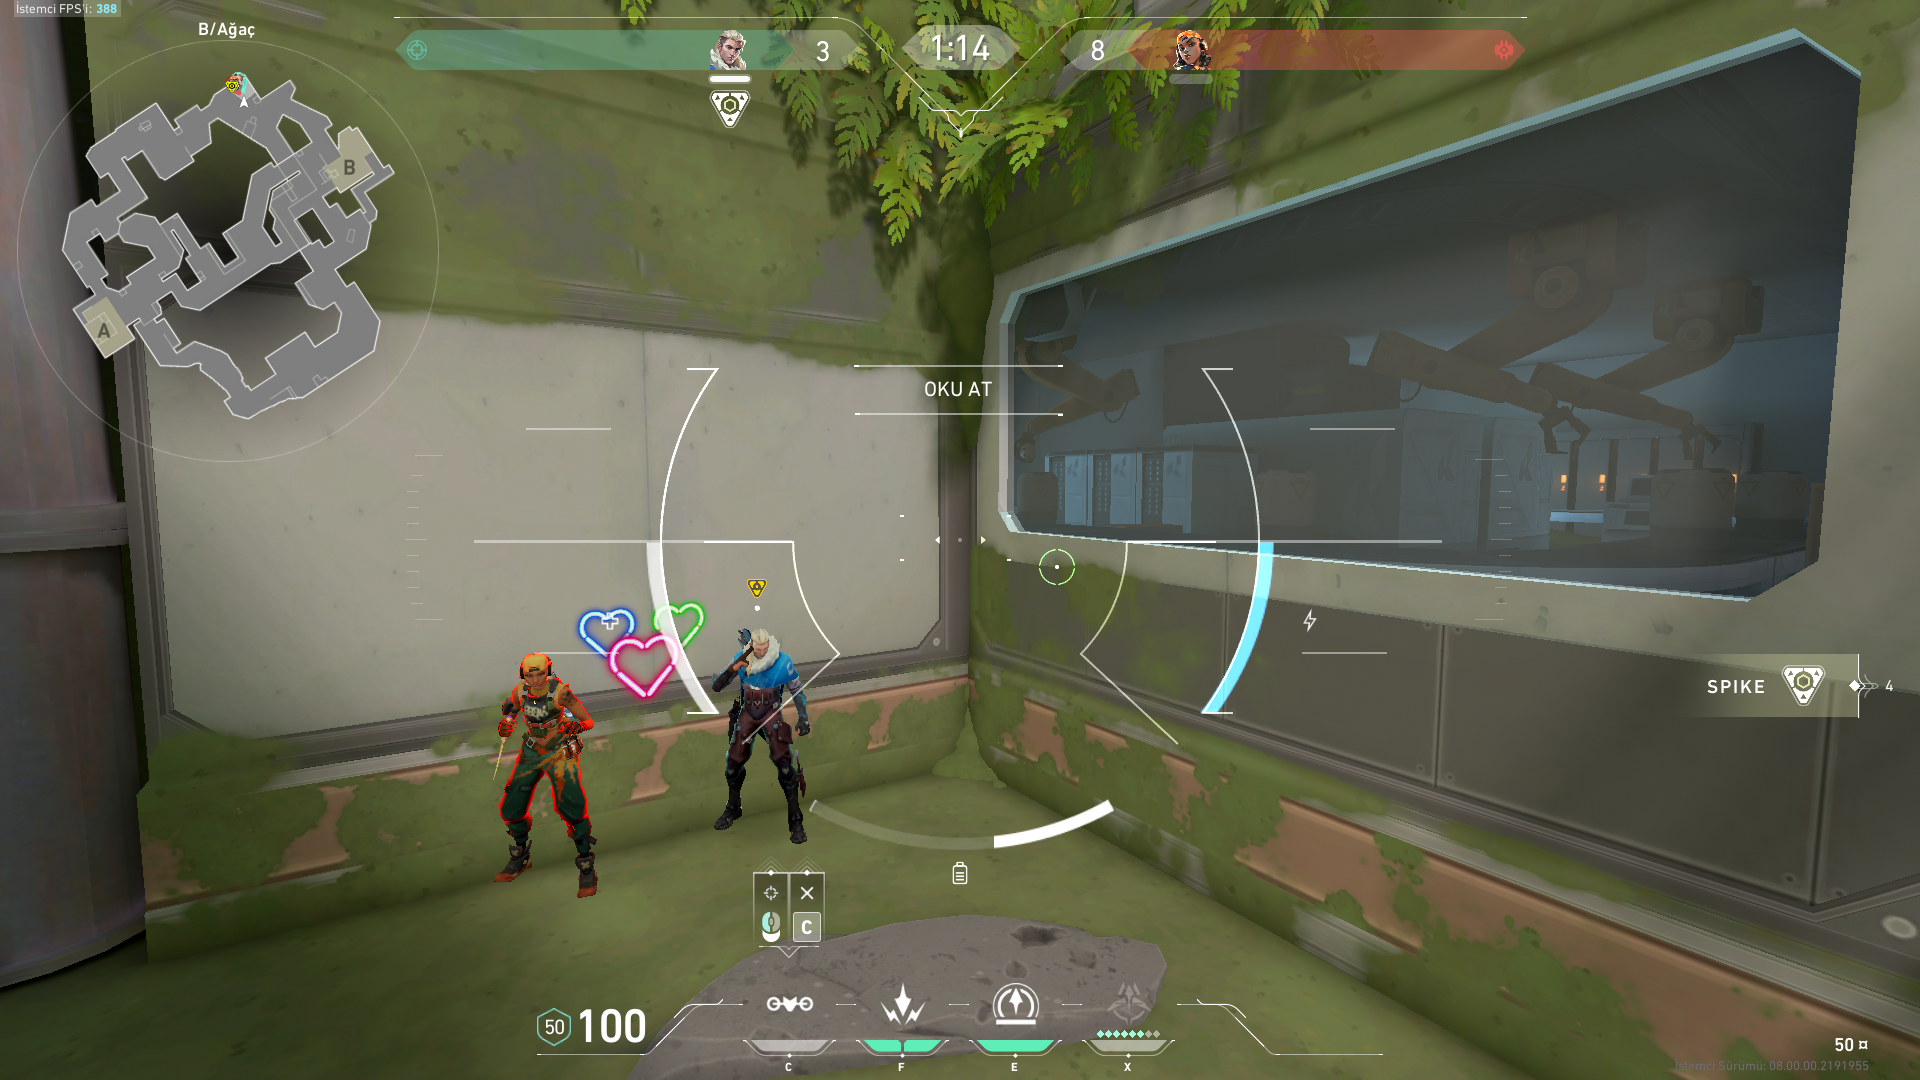 İstemci FPS'i: 388
B/Ağaç
3
1:14
8
B
A
OKU AT
SPIKE
4
C
50
100
C
F
E
X
50
İstemci Sürümü: 08.00.00.2191955